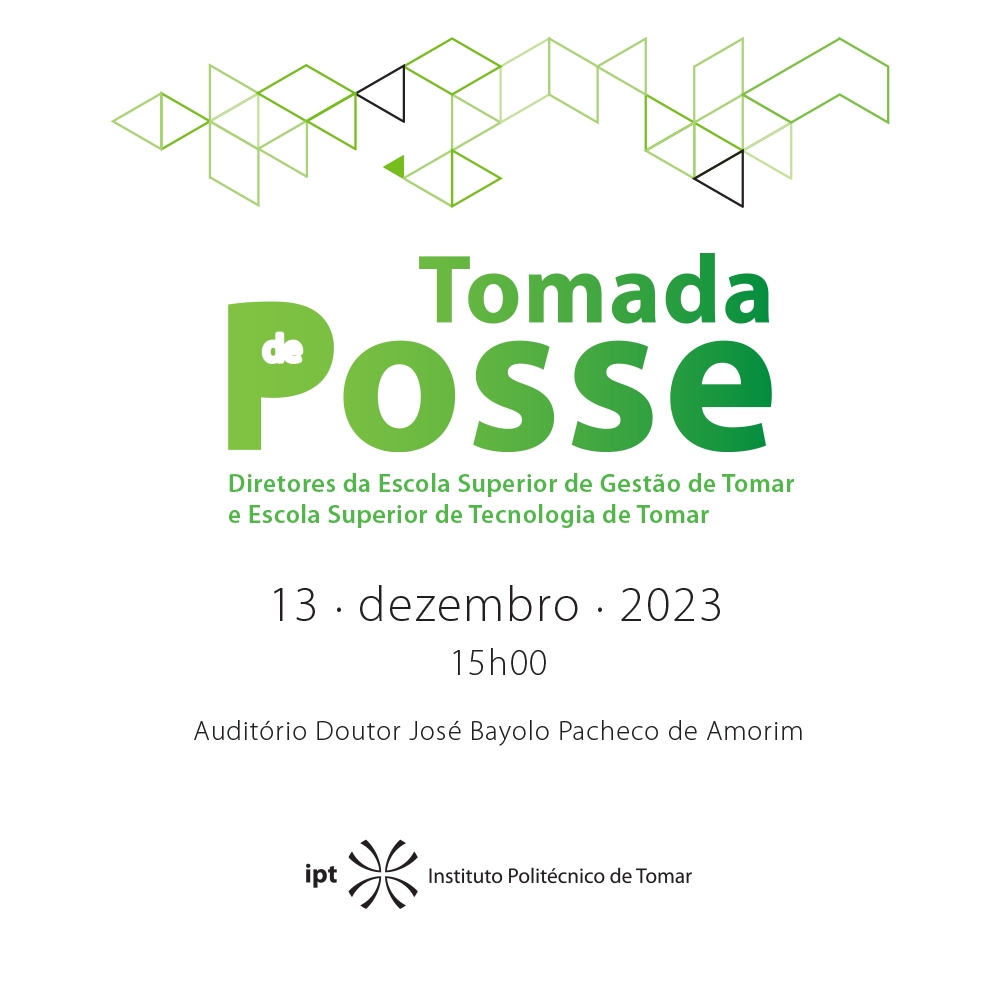 Tomada
de
Posse
Diretores da Escola Superior de Gestão de Tomar
e Escola Superior de Tecnologia de Tomar
13 · dezembro · 2023
15h00
Auditório Doutor José Bayolo Pacheco de Amorim
ipt Instituto Politécnico de Tomar